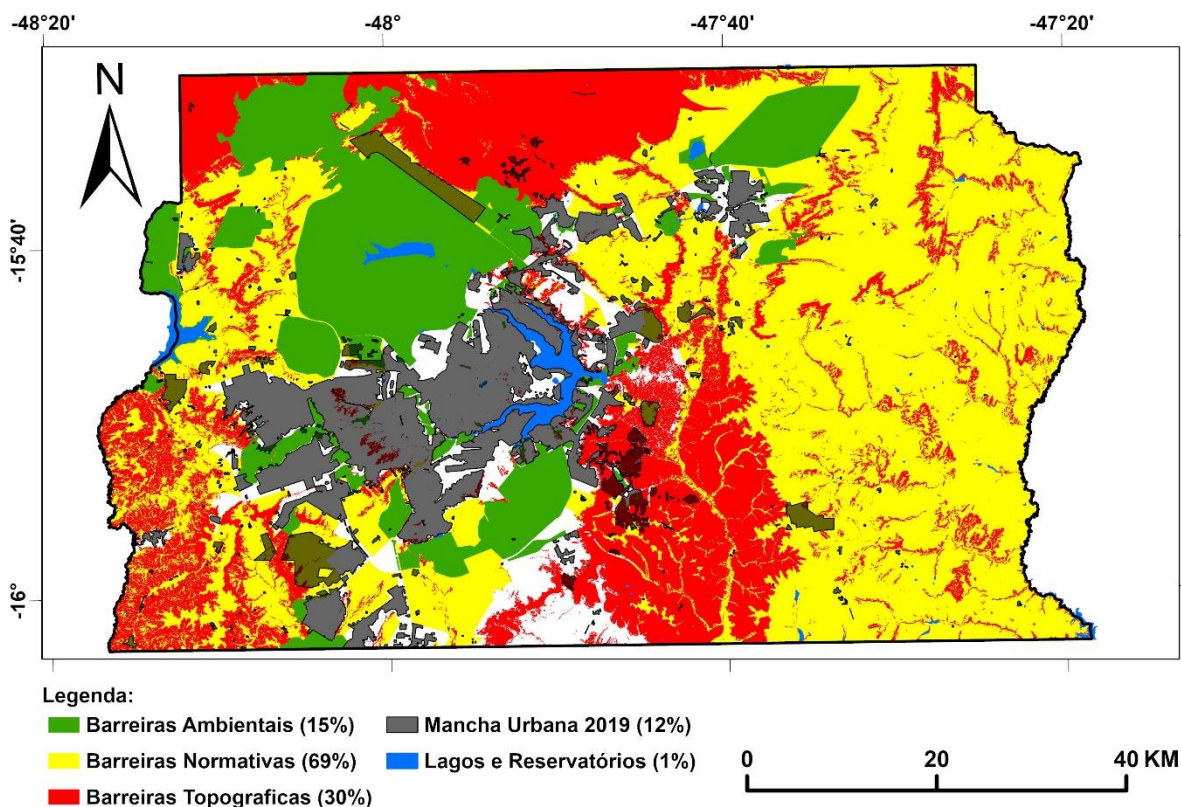 -48°20' -48° -47°40' -47°20'
N
-15°40'
-16°
Legenda:
Barreiras Ambientais (15%) Mancha Urbana 2019 (12%)
Barreiras Normativas (69%) Lagos e Reservatórios (1%)
Barreiras Topograficas (30%)
0 20 40 KM